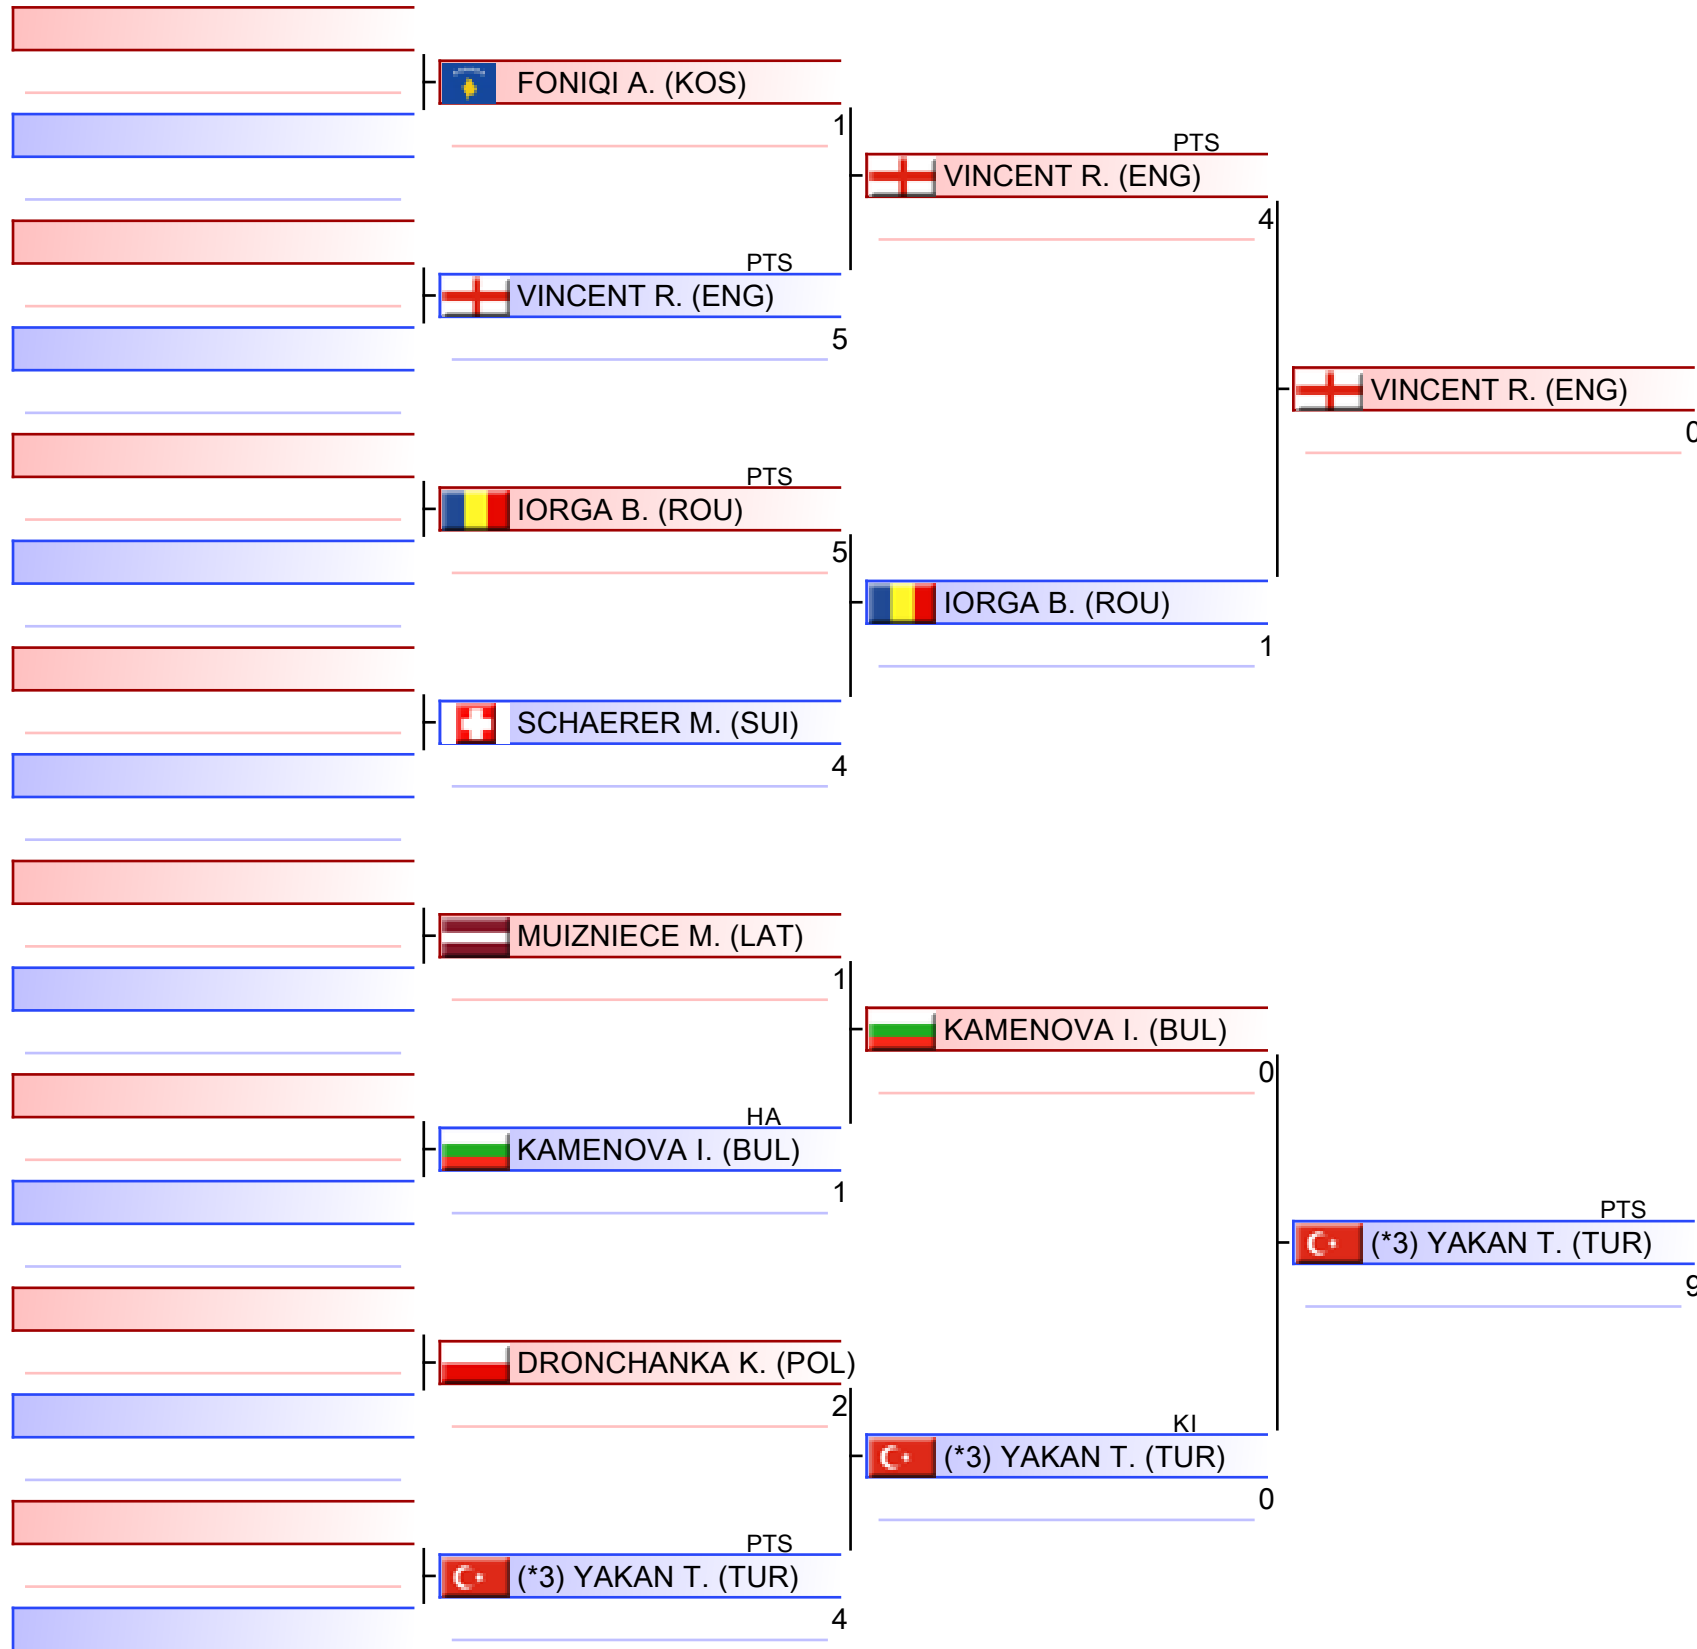 FONIQI A. (KOS)
1
PTS
VINCENT R. (ENG)
5
PTS
IORGA B. (ROU)
5
SCHAERER M. (SUI)
4
MUIZNIECE M. (LAT)
1
HA
KAMENOVA I. (BUL)
1
DRONCHANKA K. (POL)
2
PTS
(*3) YAKAN T. (TUR)
4
PTS
VINCENT R. (ENG)
4
IORGA B. (ROU)
1
KAMENOVA I. (BUL)
0
KI
(*3) YAKAN T. (TUR)
0
VINCENT R. (ENG)
0
PTS
(*3) YAKAN T. (TUR)
9